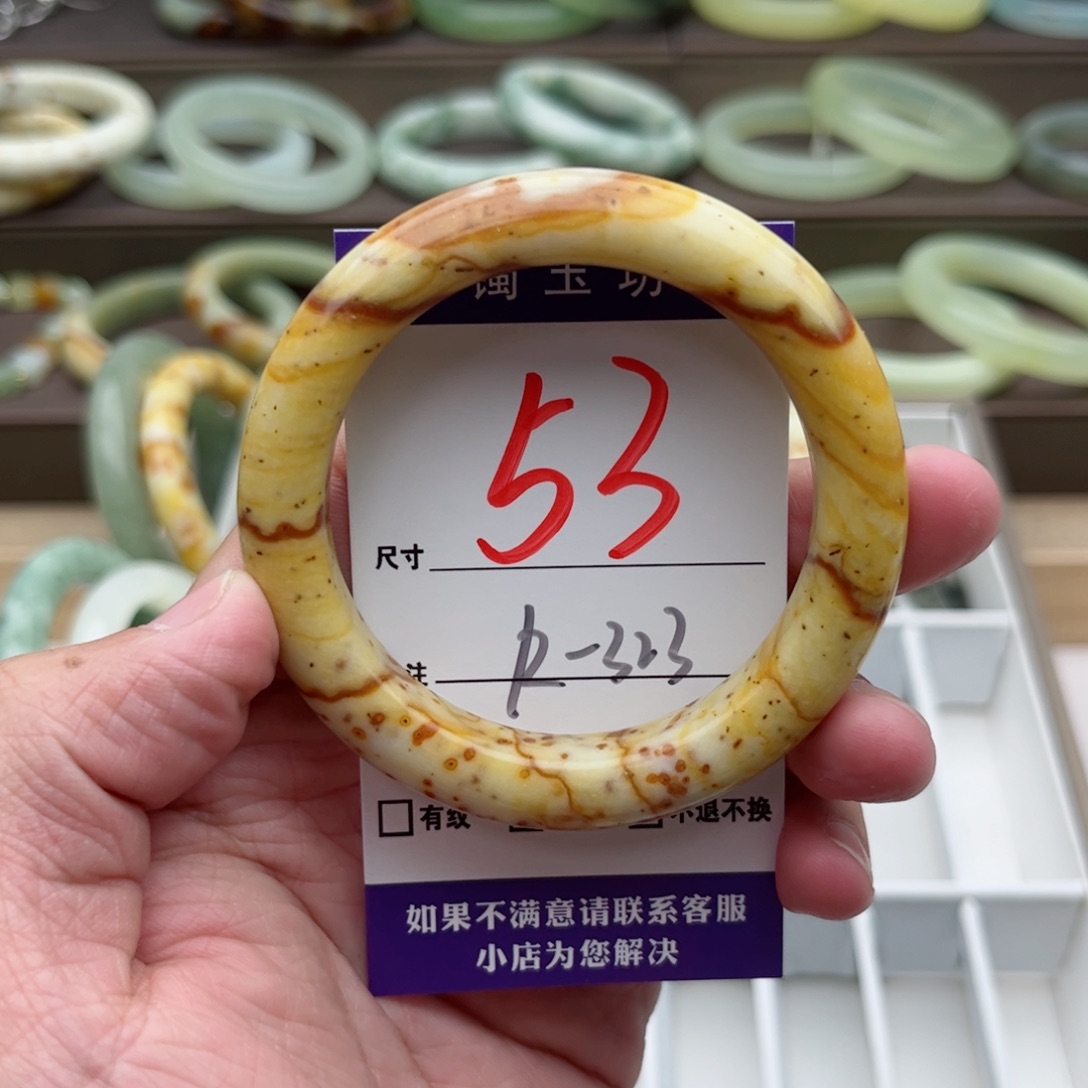 玉坊
53
尺寸
注
有纹
不退不换
如果不满意请联系客服
小店为您解决